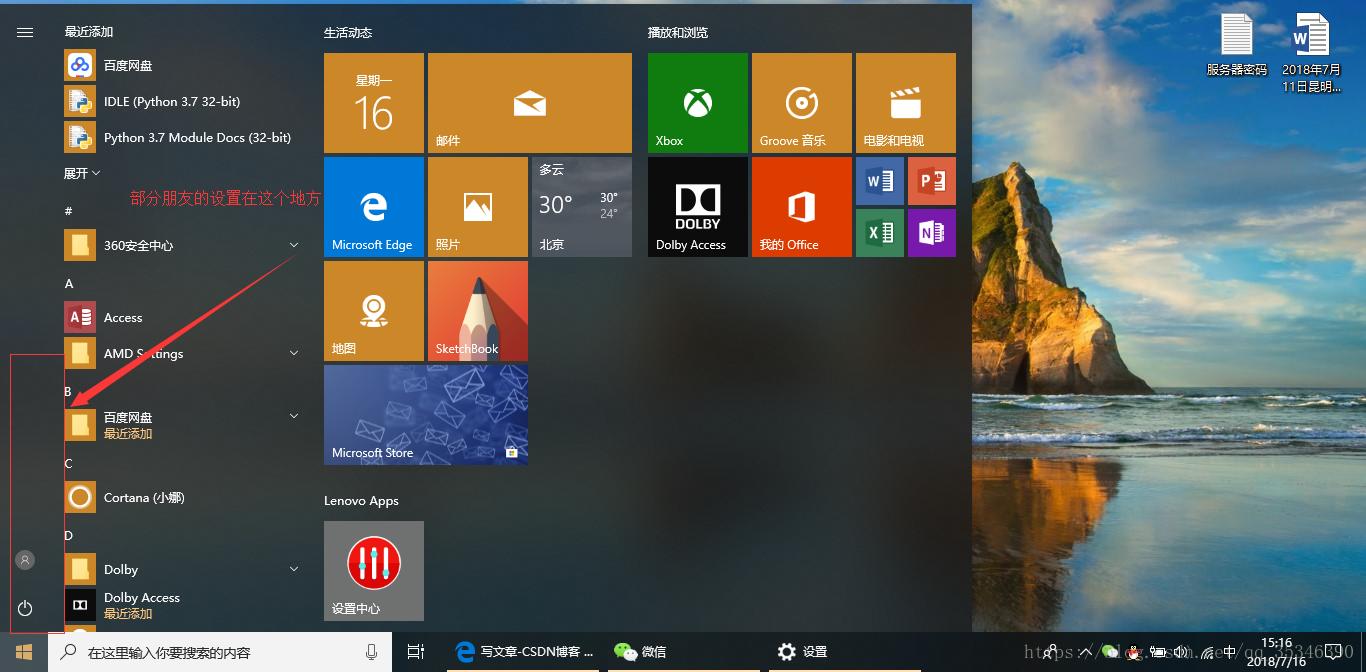 最近添加
百度网盘
IDLE (Python 3.7 32-bit)
Python 3.7 Module Docs (32-bit)
展开
部分朋友的设置在这个地方
#
360安全中心
A
Access
AMD Settings
B
百度网盘
最近添加
C
Cortana (小娜)
D
Dolby
Dolby Access
最近添加
生活动态
星期一
16
邮件
Microsoft Edge
照片
多云
30° 30°
24°
北京
地图
SketchBook
Microsoft Store
Lenovo Apps
设置中心
播放和浏览
Xbox
Groove 音乐
电影和电视
DOLBY
Dolby Access
我的 Office
服务器密码
2018年7月
11日昆明...
在这里输入你要搜索的内容
写文章-CSDN博客 ...
微信
设置
中
15:16
2018/7/16
https://blog.csdn.net/qq_36346390